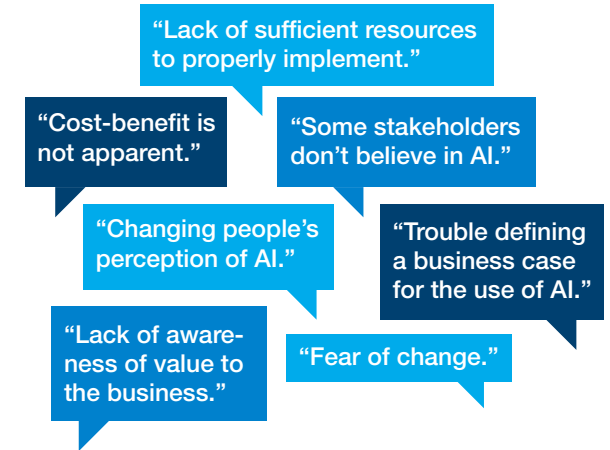 “Lack of sufficient resources
to properly implement.”
“Cost-benefit is
not apparent.”
“Some stakeholders
don’t believe in AI.”
“Changing people’s
perception of AI.”
“Trouble defining
a business case
for the use of AI.”
“Lack of aware-
ness of value to
the business.”
“Fear of change.”